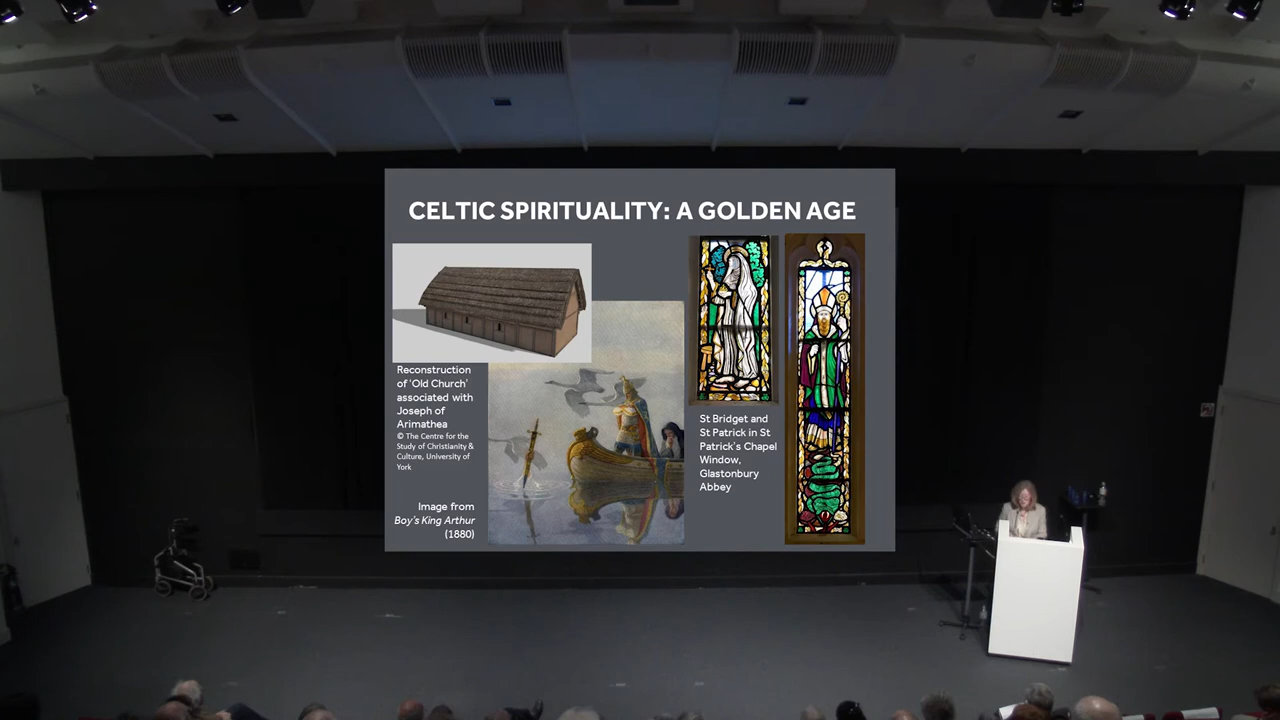 CELTIC SPIRITUALITY: A GOLDEN AGE
Reconstruction
of 'Old Church'
associated with
Joseph of
Arimathea
© The Centre for the
Study of Christianity &
Culture, University of
York
Image from
Boy's King Arthur
(1880)
St Bridget and
St Patrick in St
Patrick's Chapel
Window,
Glastonbury
Abbey